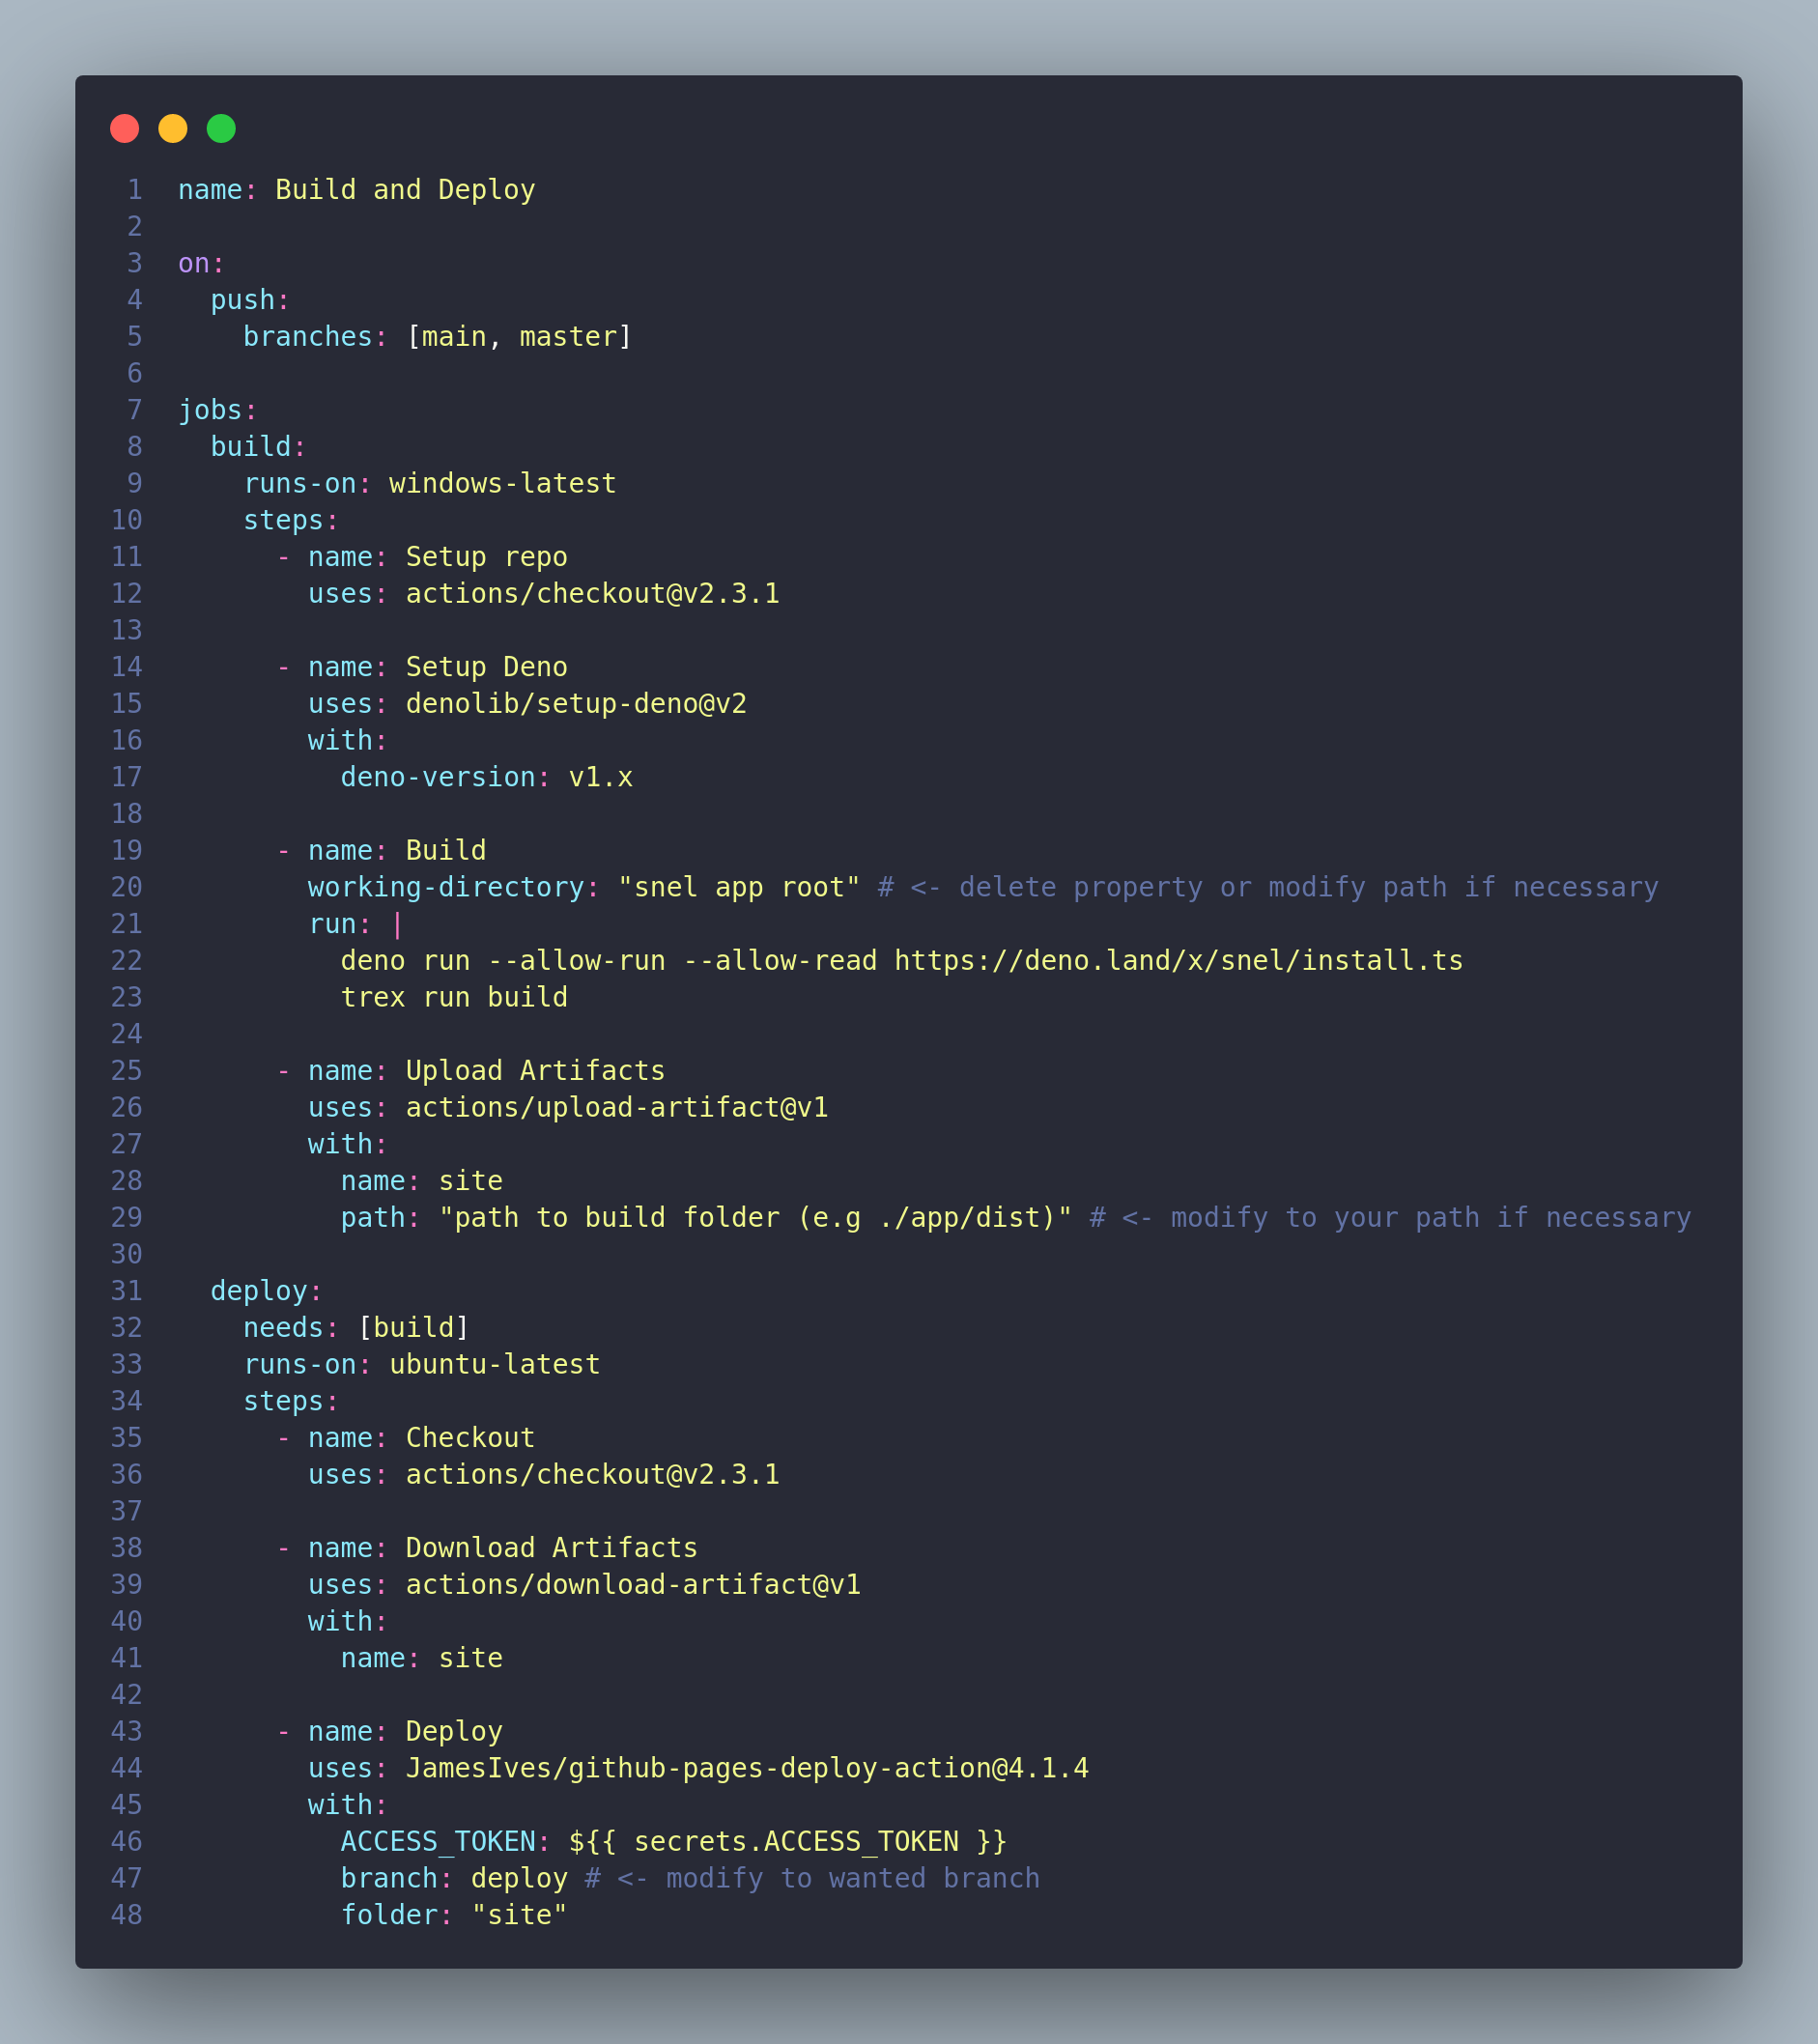 1 name: Build and Deploy
2
3 on:
4   push:
5     branches: [main, master]
6
7 jobs:
8   build:
9     runs-on: windows-latest
10     steps:
11       - name: Setup repo
12         uses: actions/checkout@v2.3.1
13
14       - name: Setup Deno
15         uses: denolib/setup-deno@v2
16         with:
17           deno-version: v1.x
18
19       - name: Build
20         working-directory: "snel app root" # <- delete property or modify path if necessary
21         run: |
22           deno run --allow-run --allow-read https://deno.land/x/snel/install.ts
23           trex run build
24
25       - name: Upload Artifacts
26         uses: actions/upload-artifact@v1
27         with:
28           name: site
29           path: "path to build folder (e.g ./app/dist)" # <- modify to your path if necessary
30
31   deploy:
32     needs: [build]
33     runs-on: ubuntu-latest
34     steps:
35       - name: Checkout
36         uses: actions/checkout@v2.3.1
37
38       - name: Download Artifacts
39         uses: actions/download-artifact@v1
40         with:
41           name: site
42
43       - name: Deploy
44         uses: JamesIves/github-pages-deploy-action@4.1.4
45         with:
46           ACCESS_TOKEN: ${{ secrets.ACCESS_TOKEN }}
47           branch: deploy # <- modify to wanted branch
48           folder: "site"